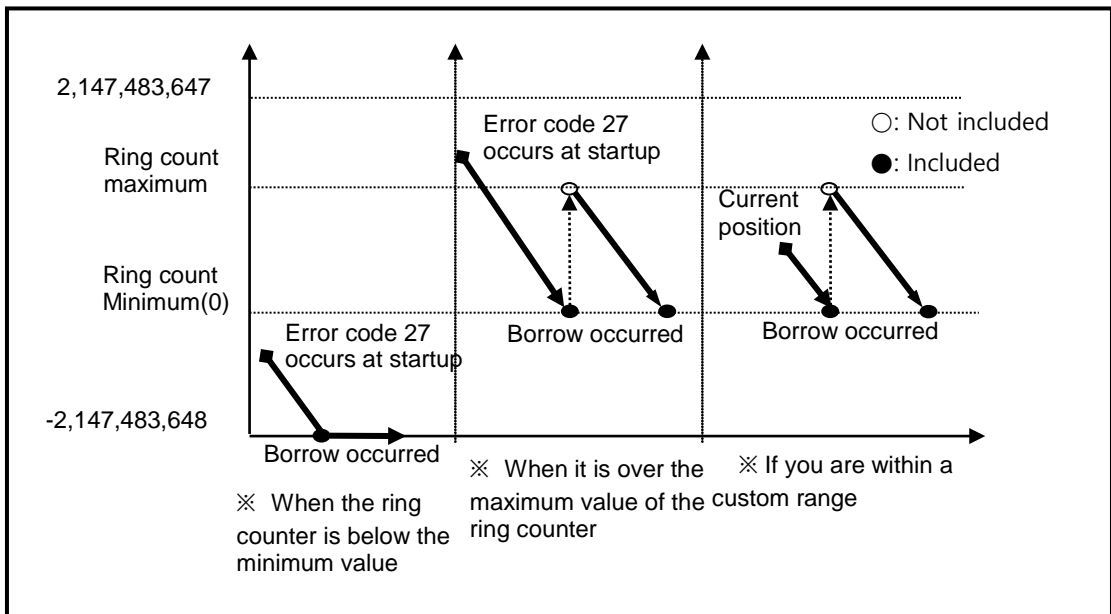 2,147,483,647
Ring count
maximum
Ring count
Minimum(0)
-2,147,483,648
Error code 27
occurs at startup
Borrow occurred
※ When the ring
counter is below the
minimum value
Error code 27
occurs at startup
Borrow occurred
※ When it is over the
maximum value of the
ring counter
○: Not included
●: Included
Current
position
Borrow occurred
※ If you are within a
custom range